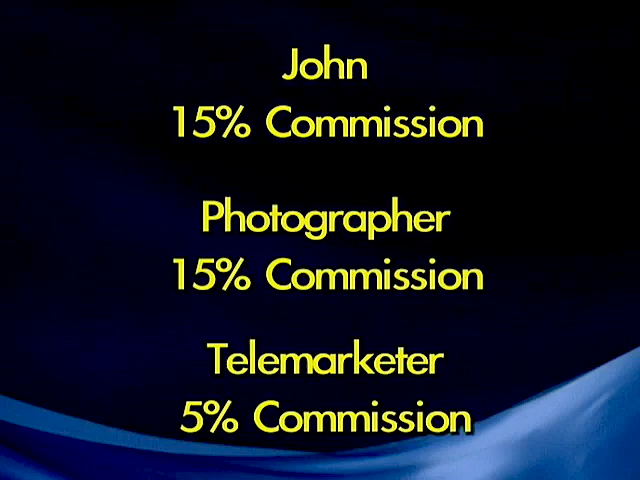 John
15% Commission
Photographer
15% Commission
Telemarketer
5% Commission